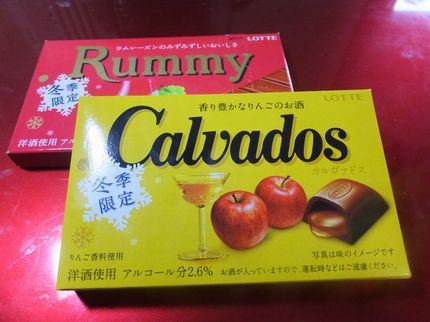 ラムレーズンのみずみずしいおいしさ
LOTTE
Rummy
冬季
限定
洋酒使用 アル
香り豊かなりんごのお酒
LOTTE
Calvados
カルヴァドス
冬季
限定
写真は味のイメージです
りんご香料使用
洋酒使用 アルコール分2.6% お酒が入っていますので、運転時などはご遠慮ください。